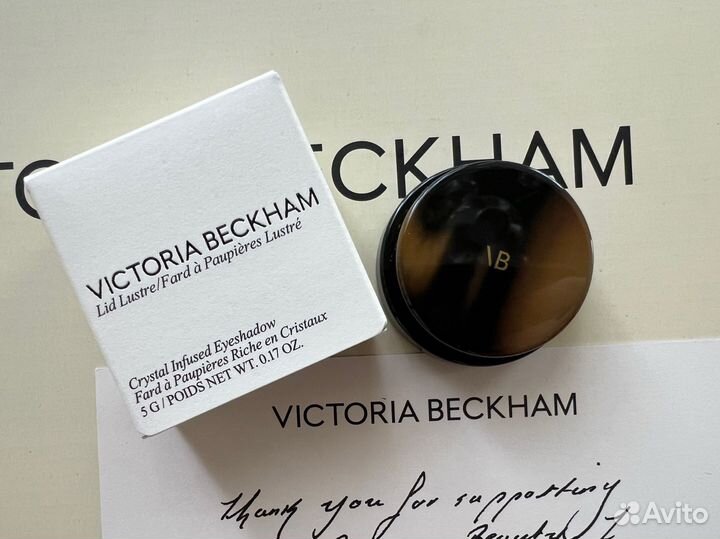 VICTORIA BECKHAM
Lid Lustre/Fard à Paupières Lustré
Crystal Infused Eyeshadow
Fard à Paupières Riche en Cristaux
5 G / POIDS NET WT. 0.17 OZ.
ECKHAM
VB
VICTORIA BECKHAM
Thank you for supporting
Avito